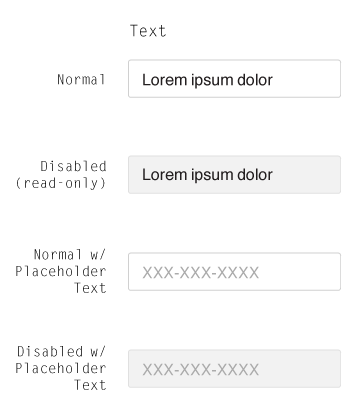 Text
Normal
Lorem ipsum dolor
Disabled
(read-only)
Lorem ipsum dolor
Normal w/
Placeholder
Text
XXX-XXX-XXXX
Disabled w/
Placeholder
Text
XXX-XXX-XXXX